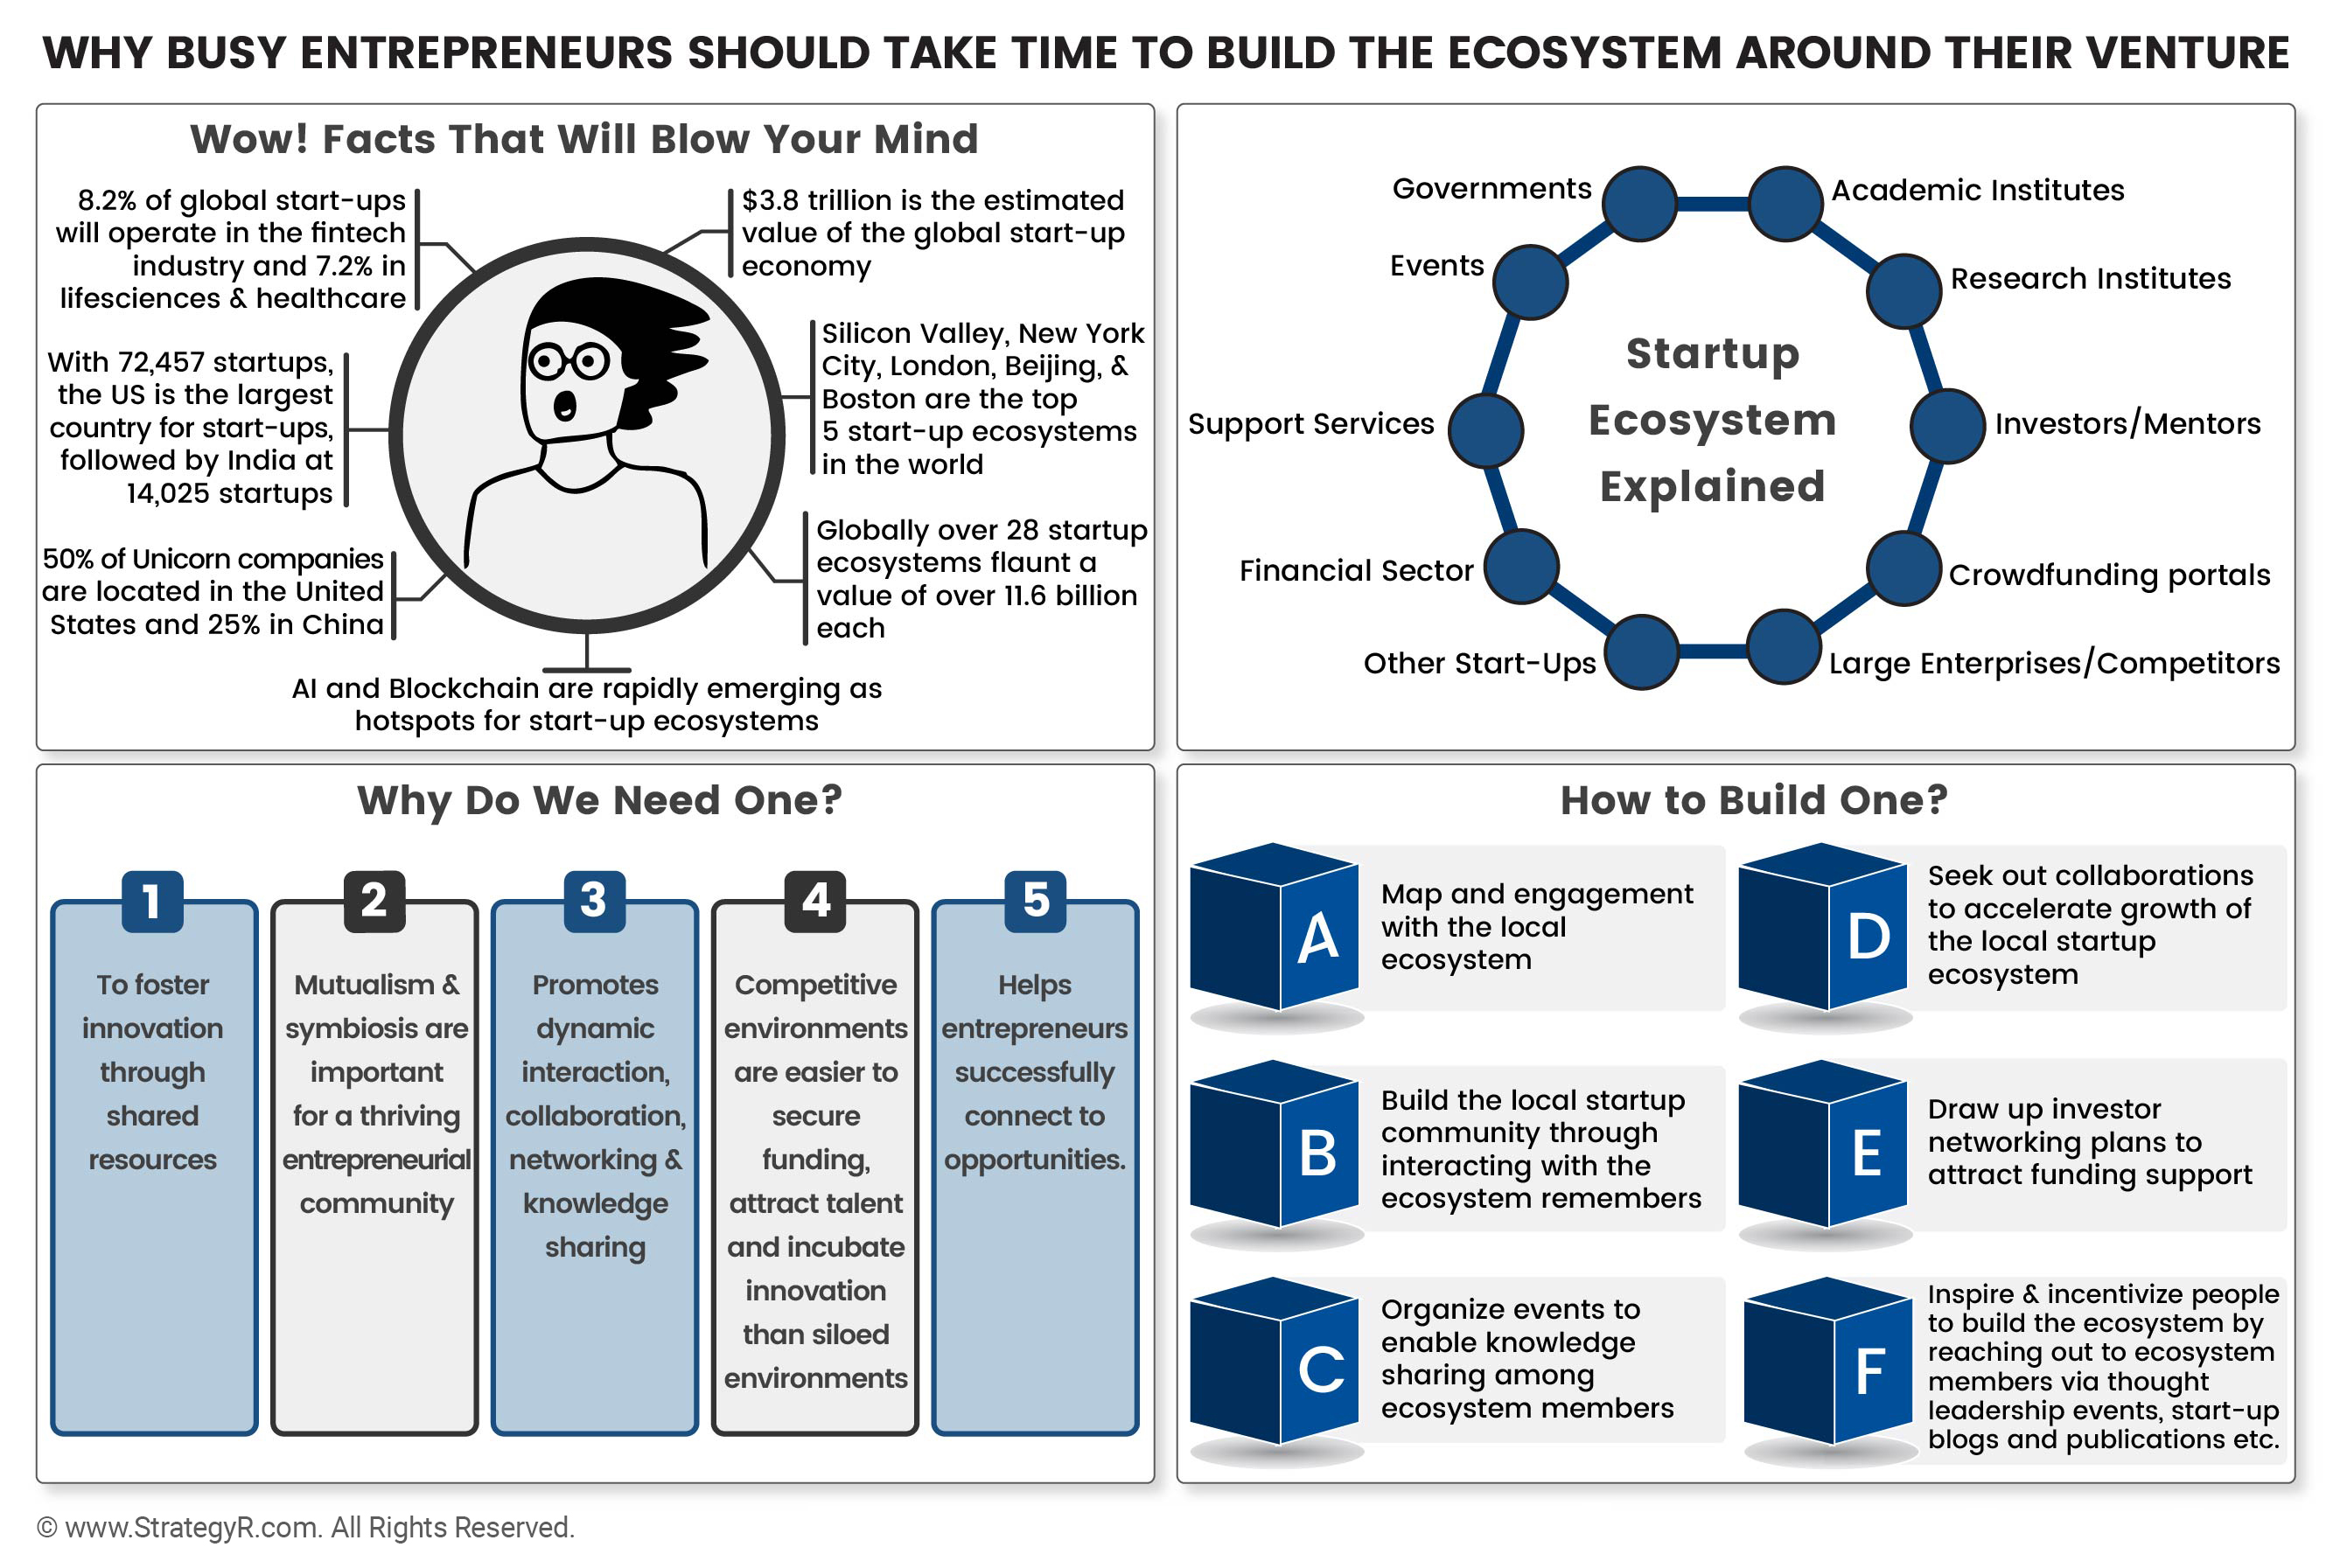 WHY BUSY ENTREPRENEURS SHOULD TAKE TIME TO BUILD THE ECOSYSTEM AROUND THEIR VENTURE
Wow! Facts That Will Blow Your Mind
8.2% of global start-ups
will operate in the fintech
industry and 7.2% in
lifesciences & healthcare
With 72,457 startups,
the US is the largest
country for start-ups,
followed by India at
14,025 startups
50% of Unicorn companies
are located in the United
States and 25% in China
$3.8 trillion is the estimated
value of the global start-up
economy
Silicon Valley, New York
City, London, Beijing, &
Boston are the top
5 start-up ecosystems
in the world
Globally over 28 startup
ecosystems flaunt a
value of over 11.6 billion
each
AI and Blockchain are rapidly emerging as
hotspots for start-up ecosystems
Startup
Ecosystem
Explained
Governments
Academic Institutes
Events
Research Institutes
Support Services
Investors/Mentors
Financial Sector
Crowdfunding portals
Other Start-Ups
Large Enterprises/Competitors
Why Do We Need One?
1
To foster
innovation
through
shared
resources
2
Mutualism &
symbiosis are
important
for a thriving
entrepreneurial
community
3
Promotes
dynamic
interaction,
collaboration,
networking &
knowledge
sharing
4
Competitive
environments
are easier to
secure
funding,
attract talent
and incubate
innovation
than siloed
environments
5
Helps
entrepreneurs
successfully
connect to
opportunities.
How to Build One?
A
Map and engagement
with the local
ecosystem
B
Build the local startup
community through
interacting with the
ecosystem remembers
C
Organize events to
enable knowledge
sharing among
ecosystem members
D
Seek out collaborations
to accelerate growth of
the local startup
ecosystem
E
Draw up investor
networking plans to
attract funding support
F
Inspire & incentivize people
to build the ecosystem by
reaching out to ecosystem
members via thought
leadership events, start-up
blogs and publications etc.
© www.StrategyR.com. All Rights Reserved.